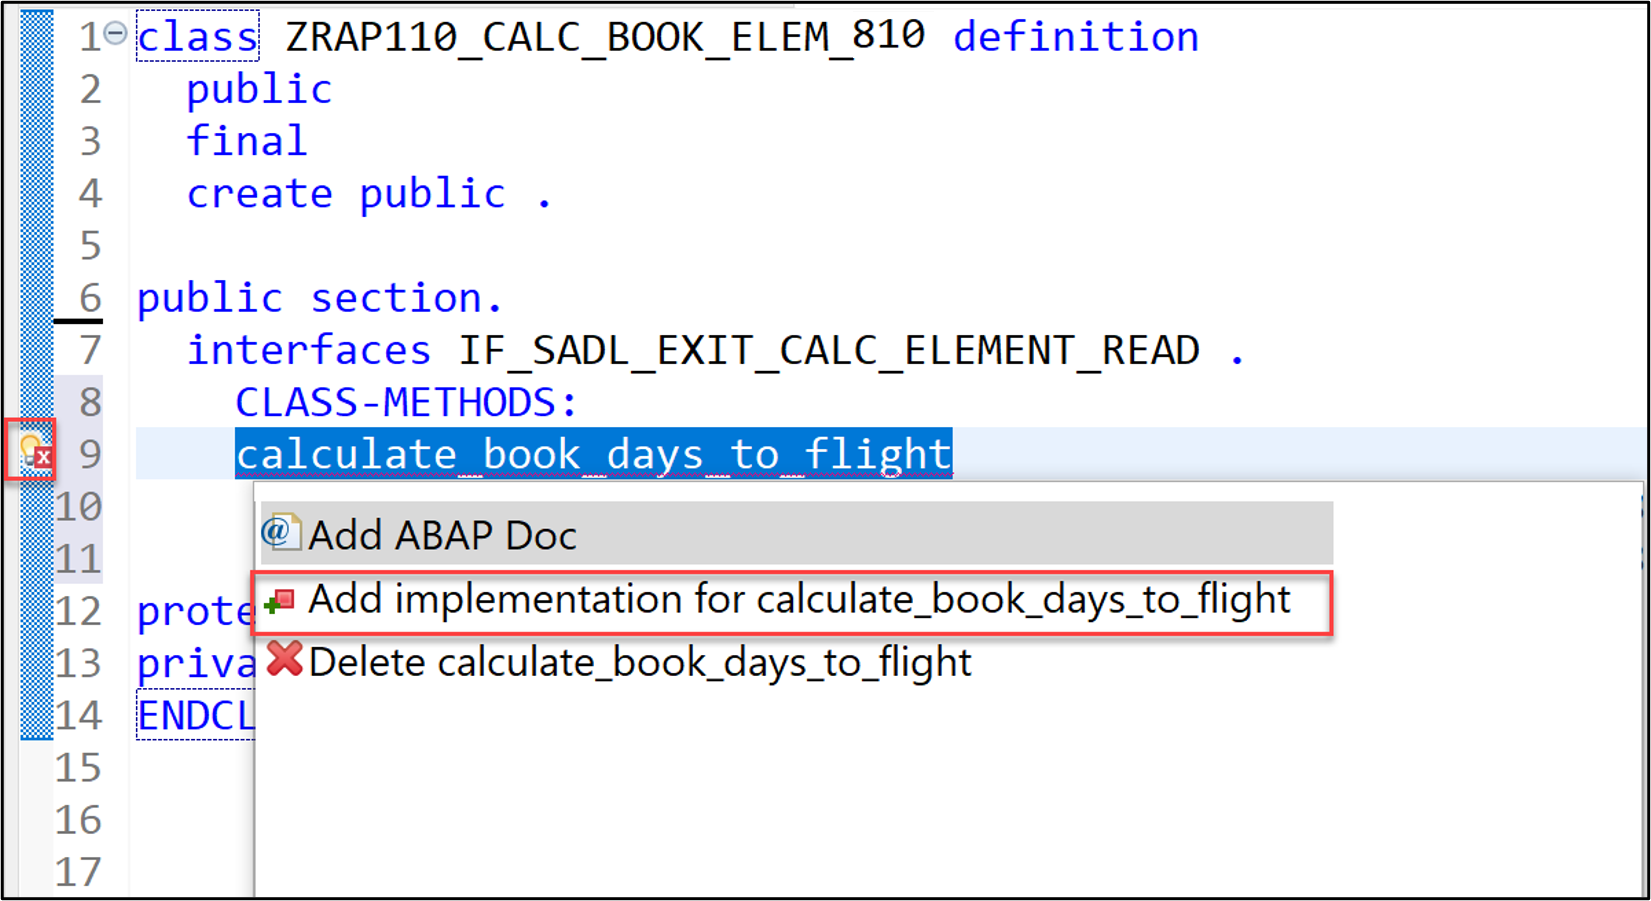 1 class ZRAP110_CALC_BOOK_ELEM_810 definition
2 public
3 final
4 create public .
5
6 public section.
7 interfaces IF_SADL_EXIT_CALC_ELEMENT_READ .
8 CLASS-METHODS:
9 calculate_book_days_to_flight
10
Add ABAP Doc
11
Add implementation for calculate_book_days_to_flight
12 prote
13 priva
Delete calculate_book_days_to_flight
14 ENDCL
15
16
17